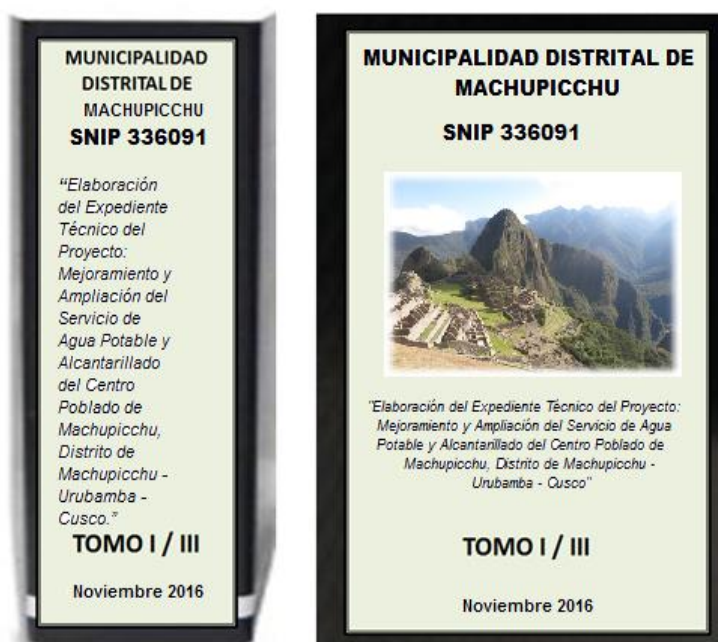 MUNICIPALIDAD
DISTRITAL DE
MACHUPICCHU
SNIP 336091
“Elaboración
del Expediente
Técnico del
Proyecto:
Mejoramiento y
Ampliación del
Servicio de
Agua Potable y
Alcantarillado
del Centro
Poblado de
Machupicchu,
Distrito de
Machupicchu -
Urubamba -
Cusco.”
TOMO I / III
Noviembre 2016
MUNICIPALIDAD DISTRITAL DE
MACHUPICCHU
SNIP 336091
"Elaboración del Expediente Técnico del Proyecto:
Mejoramiento y Ampliación del Servicio de Agua
Potable y Alcantarillado del Centro Poblado de
Machupicchu, Distrito de Machupicchu -
Urubamba - Cusco"
TOMO I / III
Noviembre 2016